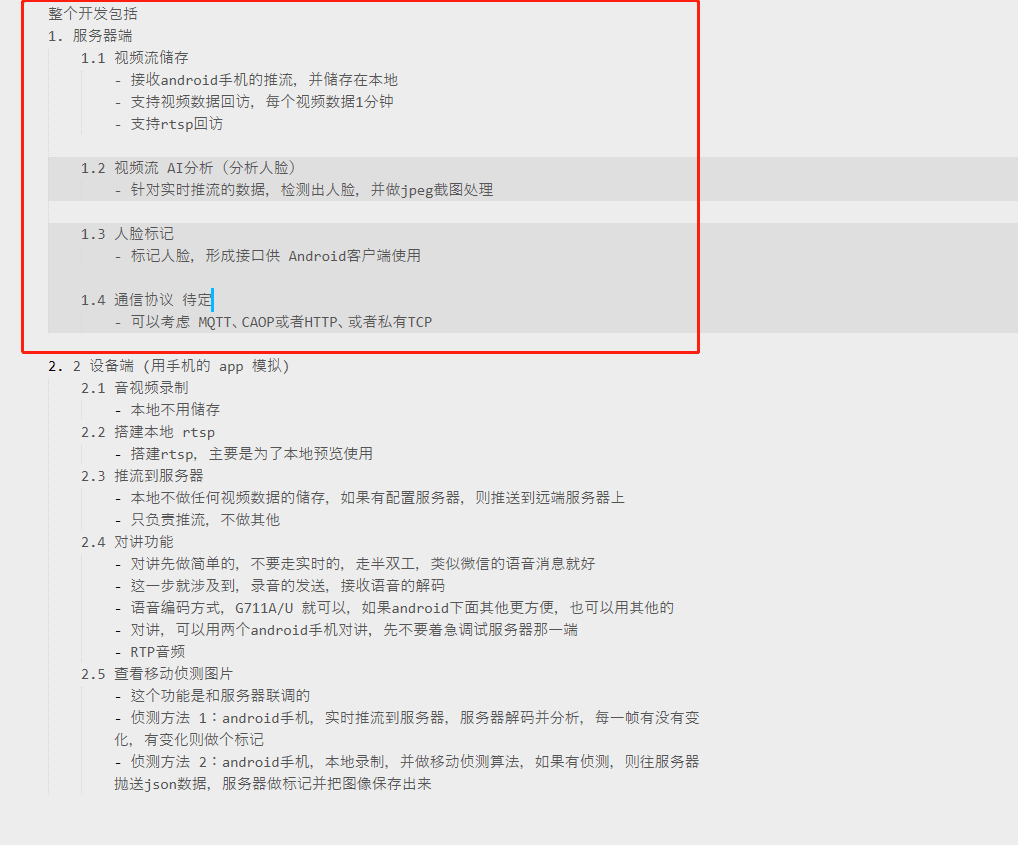 整个开发包括
1. 服务器端
1.1 视频流储存
- 接收android手机的推流, 并储存在本地
- 支持视频数据回访, 每个视频数据1分钟
- 支持rtsp回访
1.2 视频流 AI分析（分析人脸）
- 针对实时推流的数据, 检测出人脸, 并做jpeg截图处理
1.3 人脸标记
- 标记人脸, 形成接口供 Android客户端使用
1.4 通信协议 待定
- 可以考虑 MQTT、CAOP或者HTTP、或者私有TCP
2. 2 设备端 (用手机的 app 模拟)
2.1 音视频录制
- 本地不用储存
2.2 搭建本地 rtsp
- 搭建rtsp, 主要是为了本地预览使用
2.3 推流到服务器
- 本地不做任何视频数据的储存, 如果有配置服务器, 则推送到远端服务器上
- 只负责推流, 不做其他
2.4 对讲功能
- 对讲先做简单的, 不要走实时的, 走半双工, 类似微信的语音消息就好
- 这一步就涉及到, 录音的发送, 接收语音的解码
- 语音编码方式, G711A/U 就可以, 如果android下面其他更方便, 也可以用其他的
- 对讲, 可以用两个android手机对讲, 先不要着急调试服务器那一端
- RTP音频
2.5 查看移动侦测图片
- 这个功能是和服务器联调的
- 侦测方法 1：android手机, 实时推流到服务器, 服务器解码并分析, 每一帧有没有变
化, 有变化则做个标记
- 侦测方法 2：android手机, 本地录制, 并做移动侦测算法, 如果有侦测, 则往服务器
抛送json数据, 服务器做标记并把图像保存出来